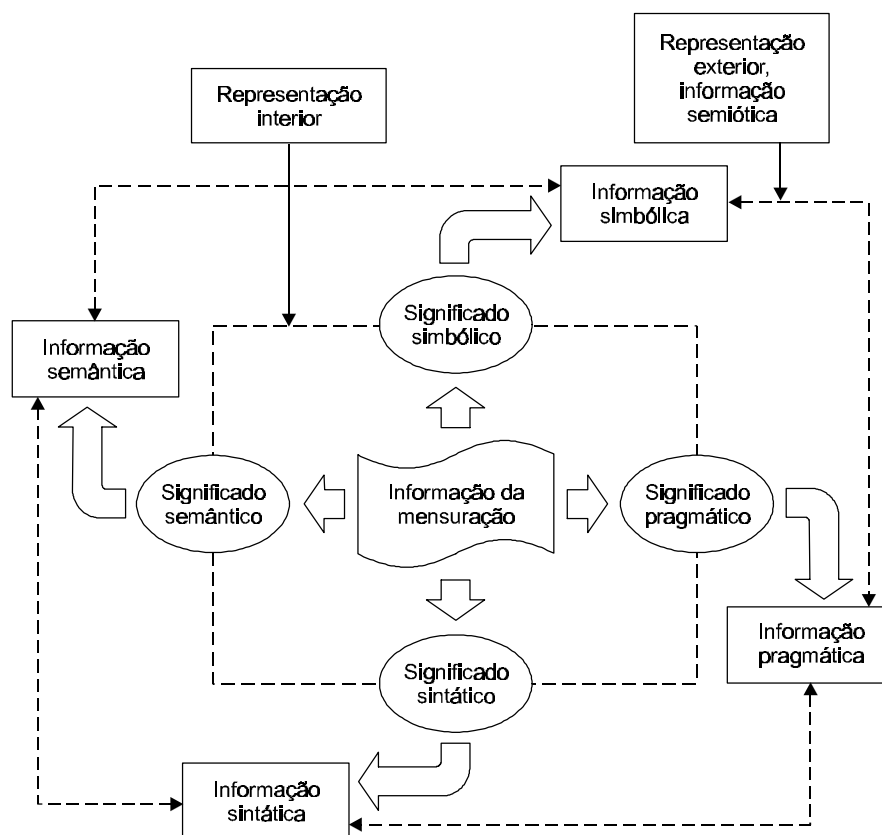 Representação
exterior,
informação
semiótica
Representação
interior
Informação
simbólica
Significado
simbólico
Informação
semântica
Significado
semântico
Informação da
mensuração
Significado
pragmático
Informação
pragmática
Significado
sintático
Informação
sintática